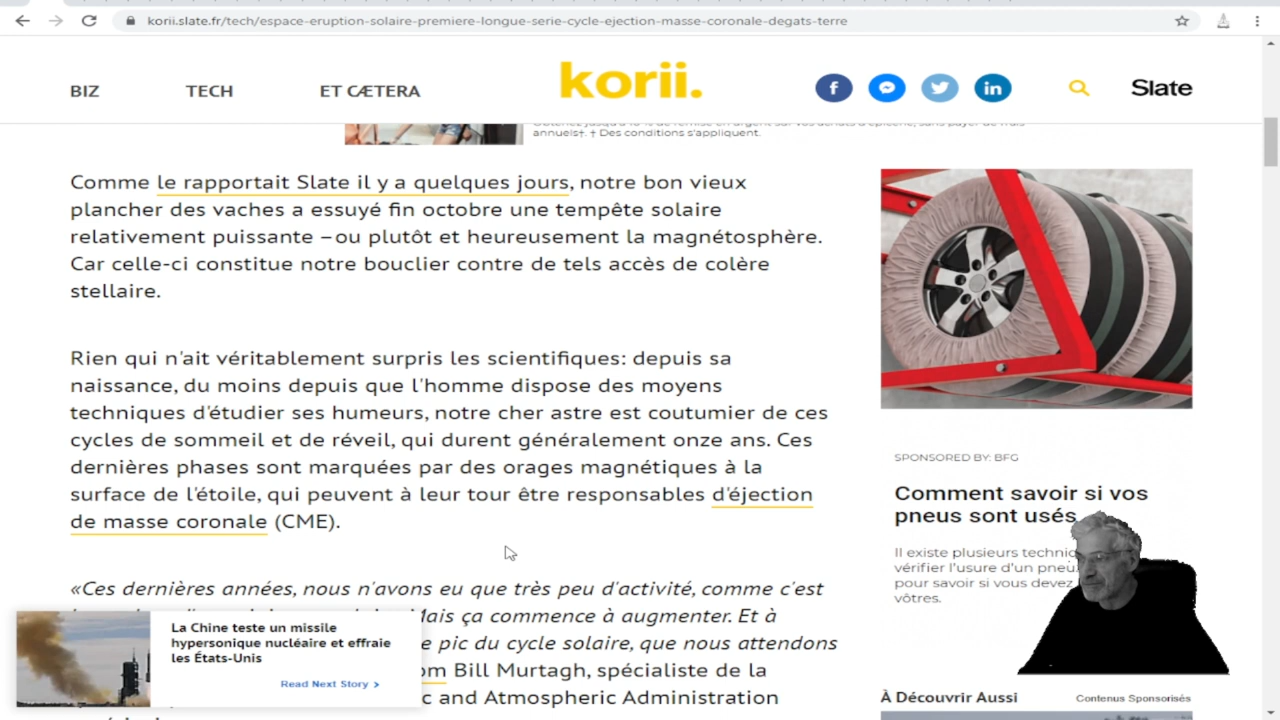 korii.slate.fr/tech/espace-eruption-solaire-premiere-longue-serie-cycle-ejection-masse-coronale-degats-terre
BIZ
TECH
ET CÆTERA
korii.
Slate
annuels†. † Des conditions s'appliquent.
Comme le rapportait Slate il y a quelques jours, notre bon vieux
plancher des vaches a essuyé fin octobre une tempête solaire
relativement puissante –ou plutôt et heureusement la magnétosphère.
Car celle-ci constitue notre bouclier contre de tels accès de colère
stellaire.
Rien qui n'ait véritablement surpris les scientifiques: depuis sa
naissance, du moins depuis que l'homme dispose des moyens
techniques d'étudier ses humeurs, notre cher astre est coutumier de ces
cycles de sommeil et de réveil, qui durent généralement onze ans. Ces
dernières phases sont marquées par des orages magnétiques à la
surface de l'étoile, qui peuvent à leur tour être responsables d'éjection
de masse coronale (CME).
«Ces dernières années, nous n'avons eu que très peu d'activité, comme c'est
Mais ça commence à augmenter. Et à
e pic du cycle solaire, que nous attendons
om Bill Murtagh, spécialiste de la
c and Atmospheric Administration
La Chine teste un missile
hypersonique nucléaire et effraie
les États-Unis
Read Next Story >
SPONSORED BY: BFG
Comment savoir si vos
pneus sont usés
Il existe plusieurs techniq
vérifier l'usure d'un pneu
pour savoir si vous devez
vôtres.
À Découvrir Aussi
Contenus Sponsorisés